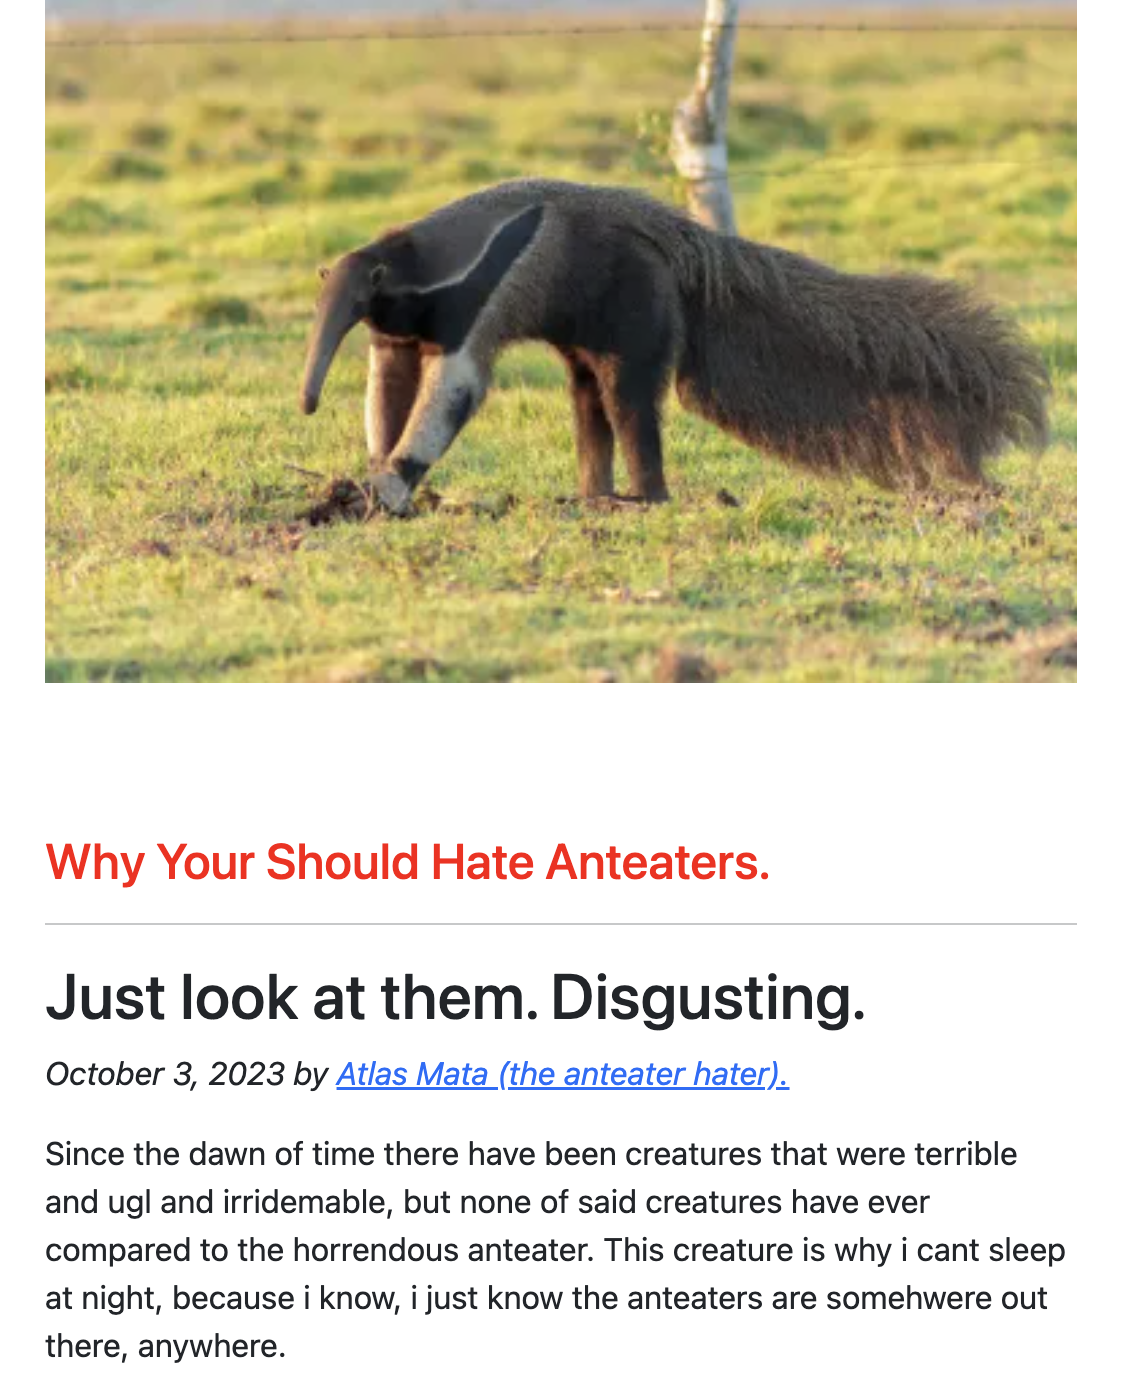 Why Your Should Hate Anteaters.
Just look at them. Disgusting.
October 3, 2023 by Atlas Mata (the anteater hater).
Since the dawn of time there have been creatures that were terrible
and ugl and irridemable, but none of said creatures have ever
compared to the horrendous anteater. This creature is why i cant sleep
at night, because i know, i just know the anteaters are somehwere out
there, anywhere.